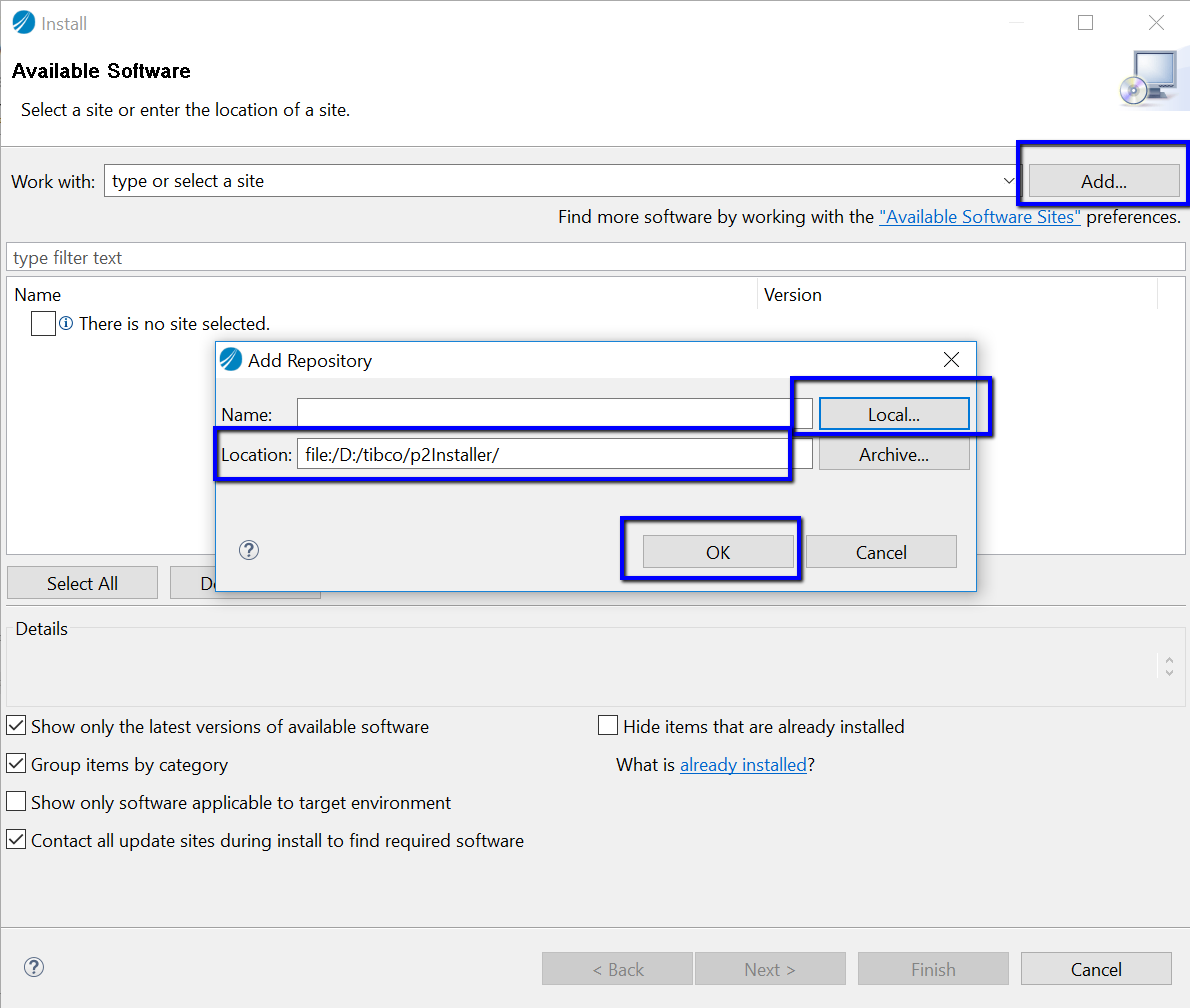 Install
Available Software
Select a site or enter the location of a site.
Work with: type or select a site Add...
Find more software by working with the "Available Software Sites" preferences.
type filter text
Name Version
There is no site selected.
Add Repository
Name: Local...
Location: file:/D:/tibco/p2Installer/ Archive...
OK Cancel
Select All
Details
Show only the latest versions of available software Hide items that are already installed
Group items by category What is already installed?
Show only software applicable to target environment
Contact all update sites during install to find required software
< Back Next > Finish Cancel